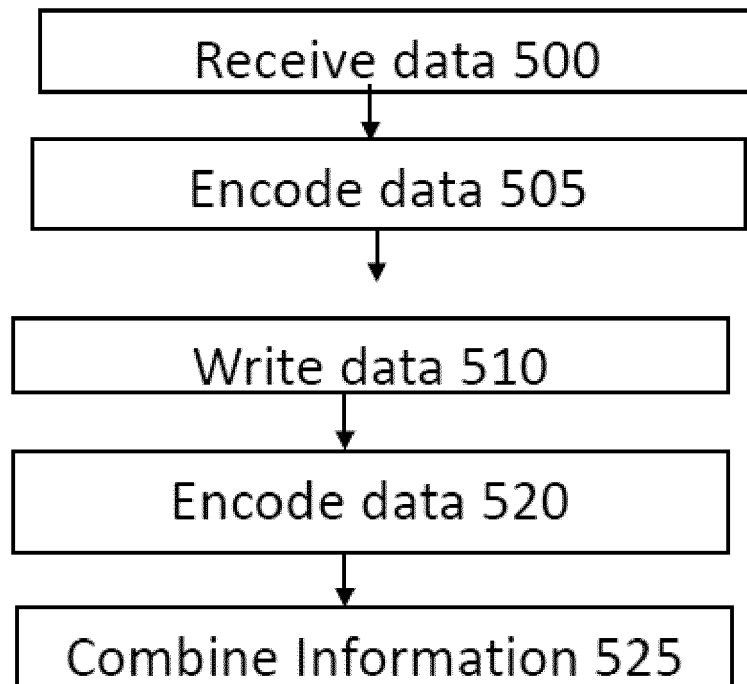 Receive data 500
Encode data 505
Write data 510
Encode data 520
Combine Information 525